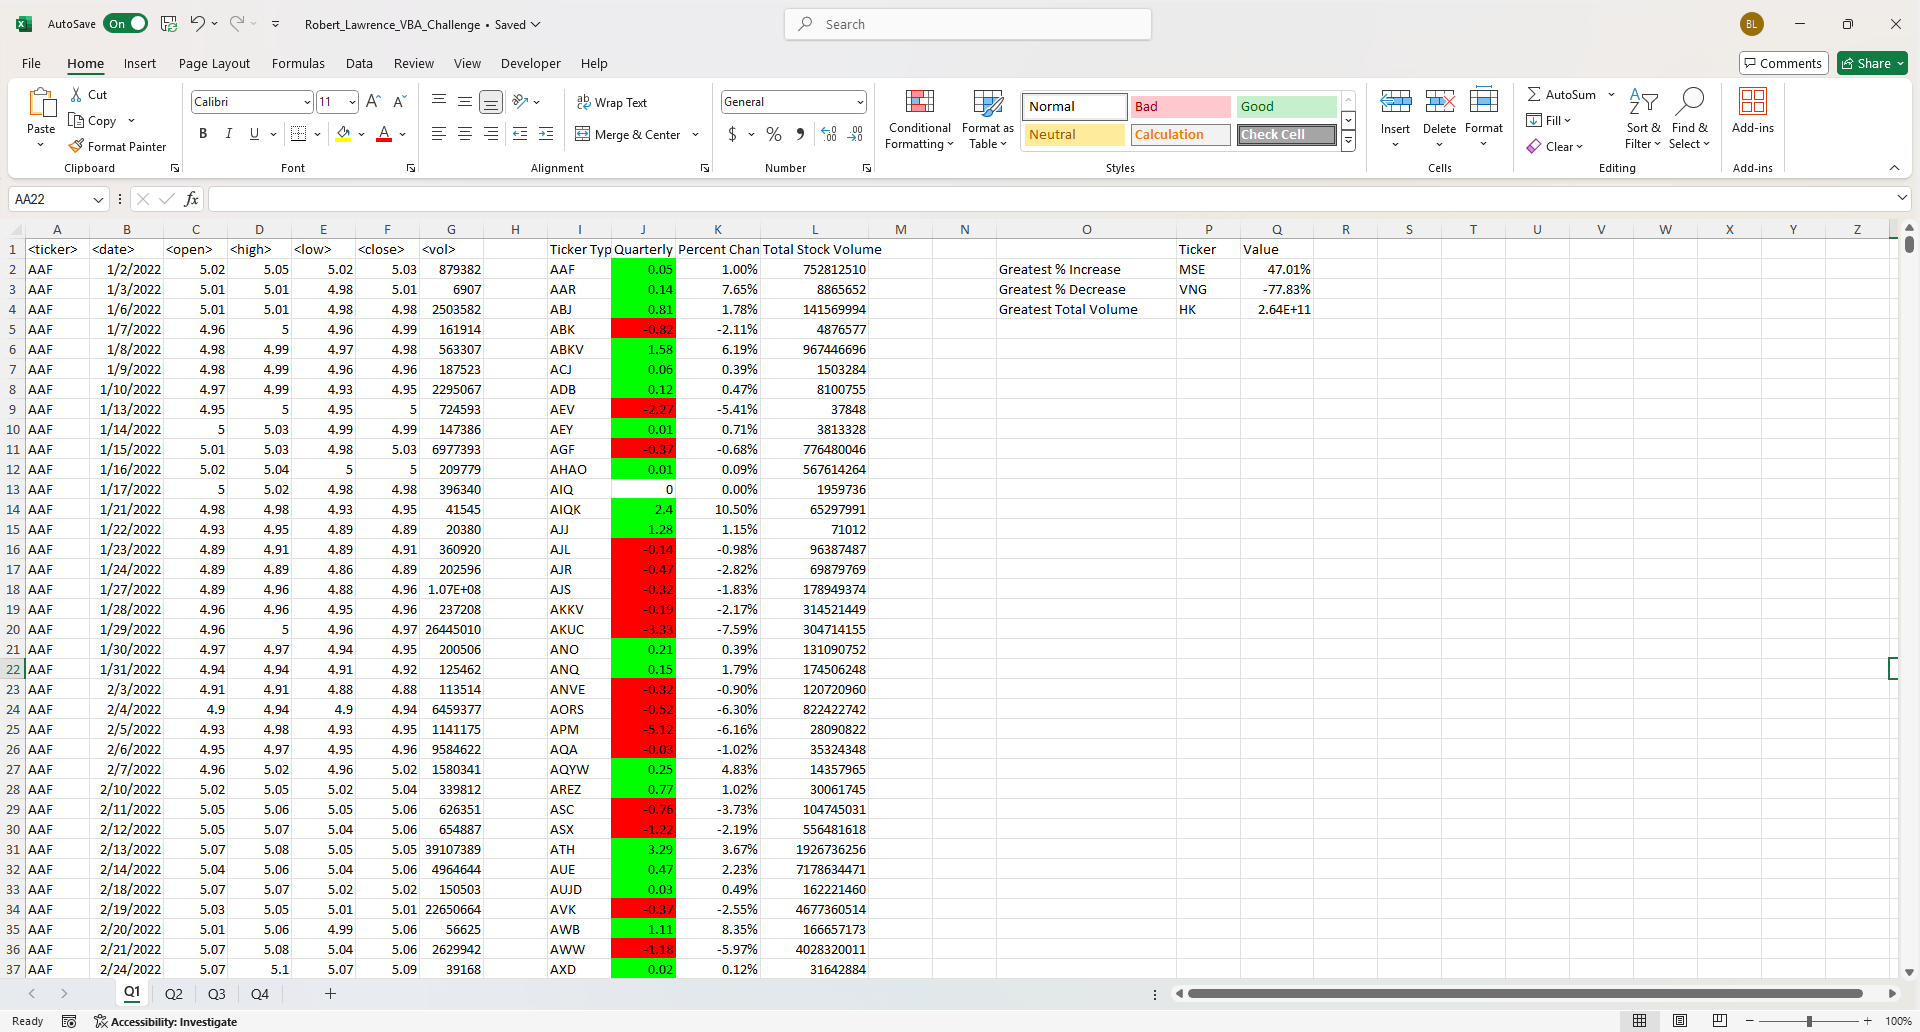 AutoSave On Robert_Lawrence_VBA_Challenge • Saved Search BL
File Home Insert Page Layout Formulas Data Review View Developer Help Comments Share
Paste Cut Copy Format Painter Clipboard
Calibri 11 A A B I U A Font
Wrap Text Merge & Center Alignment
General $ % 9 Number
Conditional Formatting Format as Table Normal Bad Good Neutral Calculation Check Cell Styles
Insert Delete Format Cells
AutoSum Fill Clear Sort & Filter Find & Select Editing
Add-ins Add-ins
AA22 fx
A B C D E F G H I J K L M N O P Q R S T U V W X Y Z
1 <ticker> <date> <open> <high> <low> <close> <vol> Ticker Typ Quarterly Percent Chan Total Stock Volume Ticker Value
2 AAF 1/2/2022 5.02 5.05 5.02 5.03 879382 AAF 0.05 1.00% 752812510 Greatest % Increase MSE 47.01%
3 AAF 1/3/2022 5.01 5.01 4.98 5.01 6907 AAR 0.14 7.65% 8865652 Greatest % Decrease VNG -77.83%
4 AAF 1/6/2022 5.01 5.01 4.98 4.98 2503582 ABJ 0.81 1.78% 141569994 Greatest Total Volume HK 2.64E+11
5 AAF 1/7/2022 4.96 5 4.96 4.99 161914 ABK -0.82 -2.11% 4876577
6 AAF 1/8/2022 4.98 4.99 4.97 4.98 563307 ABKV 1.58 6.19% 967446696
7 AAF 1/9/2022 4.98 4.99 4.96 4.96 187523 ACJ 0.06 0.39% 1503284
8 AAF 1/10/2022 4.97 4.99 4.93 4.95 2295067 ADB 0.12 0.47% 8100755
9 AAF 1/13/2022 4.95 5 4.95 5 724593 AEV -2.27 -5.41% 37848
10 AAF 1/14/2022 5 5.03 4.99 4.99 147386 AEY 0.01 0.71% 3813328
11 AAF 1/15/2022 5.01 5.03 4.98 5.03 6977393 AGF -0.37 -0.68% 776480046
12 AAF 1/16/2022 5.02 5.04 5 5 209779 AHAO 0.01 0.09% 567614264
13 AAF 1/17/2022 5 5.02 4.98 4.98 396340 AIQ 0 0.00% 1959736
14 AAF 1/21/2022 4.98 4.98 4.93 4.95 41545 AIQK 2.4 10.50% 65297991
15 AAF 1/22/2022 4.93 4.95 4.89 4.89 20380 AJJ 1.28 1.15% 71012
16 AAF 1/23/2022 4.89 4.91 4.89 4.91 360920 AJL -0.14 -0.98% 96387487
17 AAF 1/24/2022 4.89 4.89 4.86 4.89 202596 AJR -0.47 -2.82% 69879769
18 AAF 1/27/2022 4.89 4.96 4.88 4.96 1.07E+08 AJS -0.32 -1.83% 178949374
19 AAF 1/28/2022 4.96 4.96 4.95 4.96 237208 AKKV -0.19 -2.17% 314521449
20 AAF 1/29/2022 4.96 5 4.96 4.97 26445010 AKUC -3.33 -7.59% 304714155
21 AAF 1/30/2022 4.97 4.97 4.94 4.95 200506 ANO 0.21 0.39% 131090752
22 AAF 1/31/2022 4.94 4.94 4.91 4.92 125462 ANQ 0.15 1.79% 174506248
23 AAF 2/3/2022 4.91 4.91 4.88 4.88 113514 ANVE -0.32 -0.90% 120720960
24 AAF 2/4/2022 4.9 4.94 4.9 4.94 6459377 AORS -0.52 -6.30% 822422742
25 AAF 2/5/2022 4.93 4.98 4.93 4.95 1141175 APM -5.12 -6.16% 28090822
26 AAF 2/6/2022 4.95 4.97 4.95 4.96 9584622 AQA -0.03 -1.02% 35324348
27 AAF 2/7/2022 4.96 5.02 4.96 5.02 1580341 AQYW 0.25 4.83% 14357965
28 AAF 2/10/2022 5.02 5.05 5.02 5.04 339812 AREZ 0.77 1.02% 30061745
29 AAF 2/11/2022 5.05 5.06 5.05 5.06 626351 ASC -0.76 -3.73% 104745031
30 AAF 2/12/2022 5.05 5.07 5.04 5.06 654887 ASX -1.22 -2.19% 556481618
31 AAF 2/13/2022 5.07 5.08 5.05 5.05 39107389 ATH 3.29 3.67% 1926736256
32 AAF 2/14/2022 5.04 5.06 5.04 5.06 4964644 AUE 0.47 2.23% 7178634471
33 AAF 2/18/2022 5.07 5.07 5.02 5.02 150503 AUJD 0.03 0.49% 162221460
34 AAF 2/19/2022 5.03 5.05 5.01 5.01 22650664 AVK -0.37 -2.55% 4677360514
35 AAF 2/20/2022 5.01 5.06 4.99 5.06 56625 AWB 1.11 8.35% 166657173
36 AAF 2/21/2022 5.07 5.08 5.04 5.06 2629942 AWW -1.18 -5.97% 4028320011
37 AAF 2/24/2022 5.07 5.1 5.07 5.09 39168 AXD 0.02 0.12% 31642884
Q1 Q2 Q3 Q4
Ready Accessibility: Investigate 100%